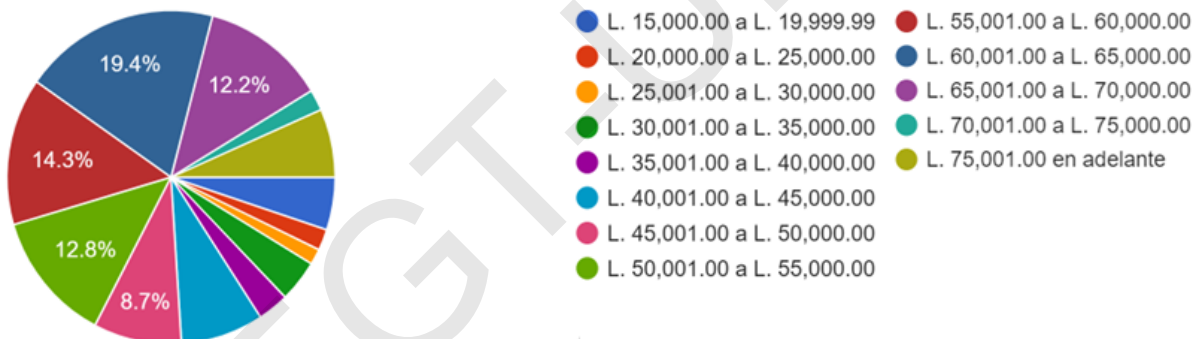 19.4%
12.2%
14.3%
12.8%
8.7%
L. 15,000.00 a L. 19,999.99
L. 20,000.00 a L. 25,000.00
L. 25,001.00 a L. 30,000.00
L. 30,001.00 a L. 35,000.00
L. 35,001.00 a L. 40,000.00
L. 40,001.00 a L. 45,000.00
L. 45,001.00 a L. 50,000.00
L. 50,001.00 a L. 55,000.00
L. 55,001.00 a L. 60,000.00
L. 60,001.00 a L. 65,000.00
L. 65,001.00 a L. 70,000.00
L. 70,001.00 a L. 75,000.00
L. 75,001.00 en adelante